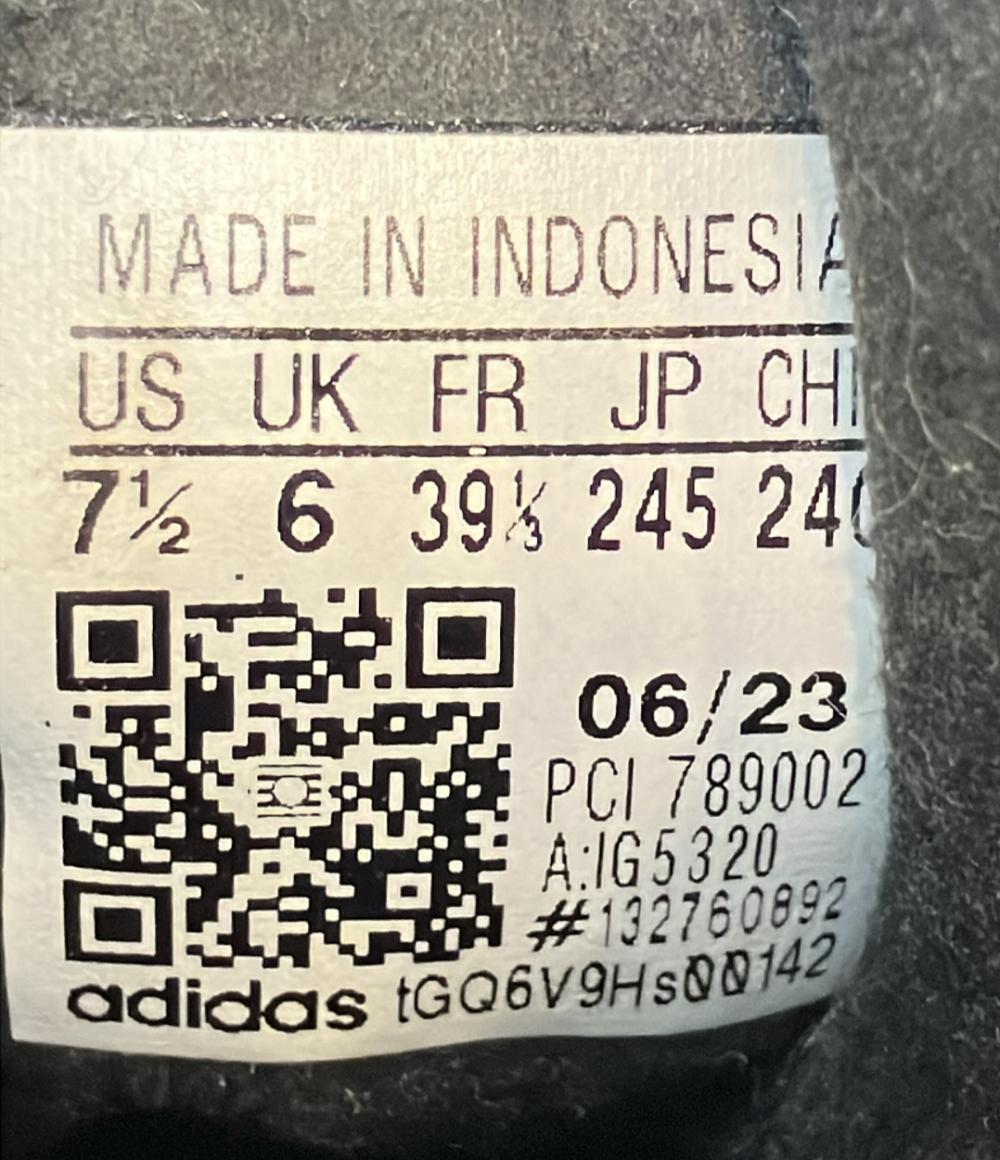 MADE IN INDONESIA
US UK FR JP CH
7½ 6 39⅓ 245 24
06/23
PCI 789002
A:IG5320
#132760892
adidas tGQ6V9Hs00142